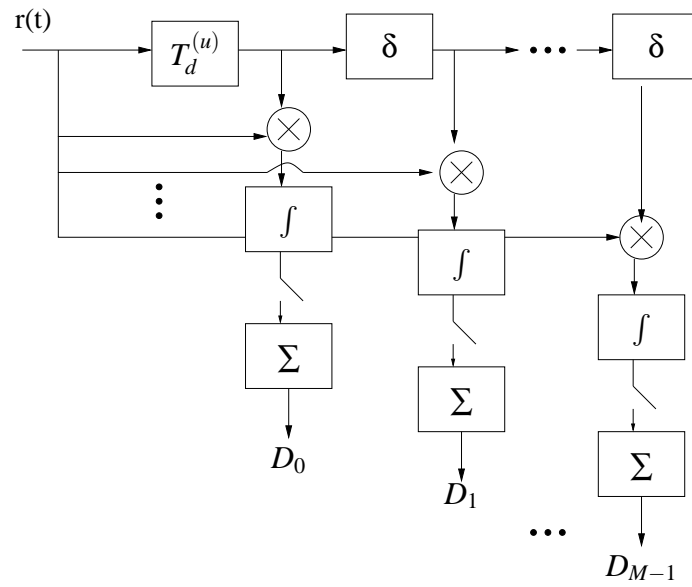 r(t)
T_d^{(u)} δ ••• δ
× 
×
•••
∫ ×
∫
∫
Σ
Σ
D_0
Σ
D_1
•••
D_{M−1}